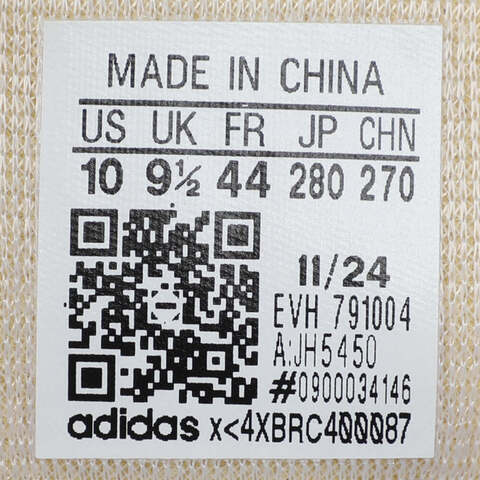 MADE IN CHINA
US UK FR JP CHN
10 9½ 44 280 270
11/24
EVH 791004
A:JH5450
#0900034146
adidas x<4XBRC400087